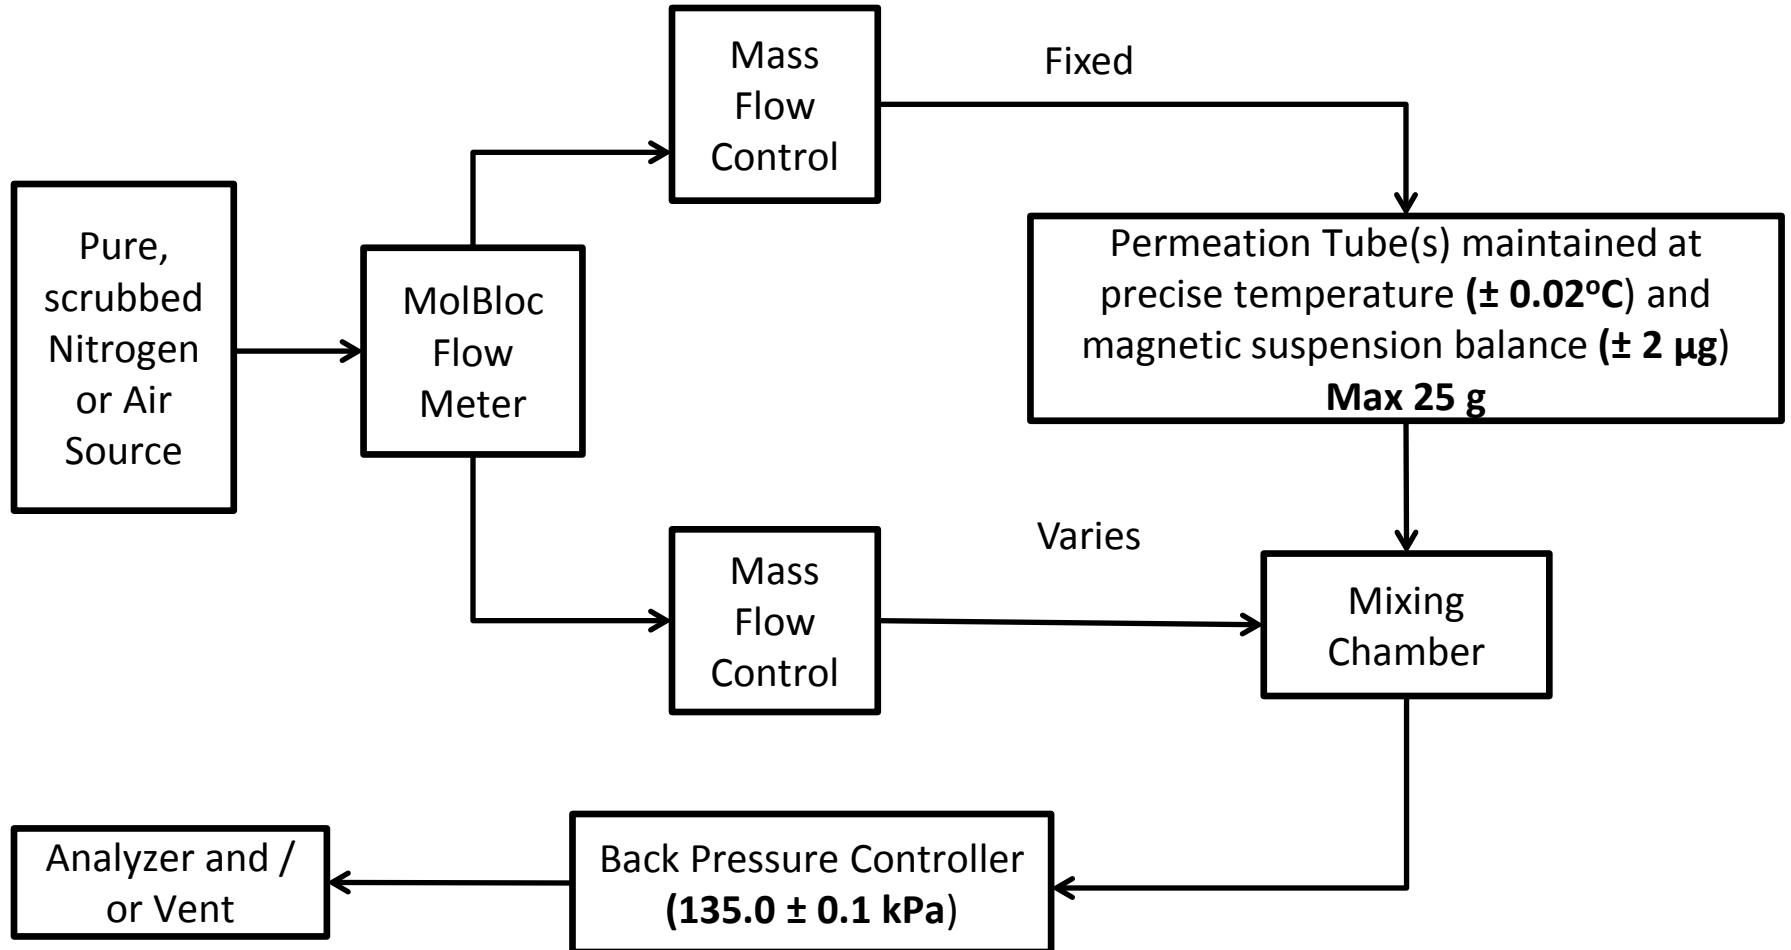 Pure,
scrubbed
Nitrogen
or Air
Source
MolBloc
Flow
Meter
Mass
Flow
Control
Fixed
Permeation Tube(s) maintained at
precise temperature (± 0.02°C) and
magnetic suspension balance (± 2 µg)
Max 25 g
Mass
Flow
Control
Varies
Mixing
Chamber
Back Pressure Controller
(135.0 ± 0.1 kPa)
Analyzer and /
or Vent